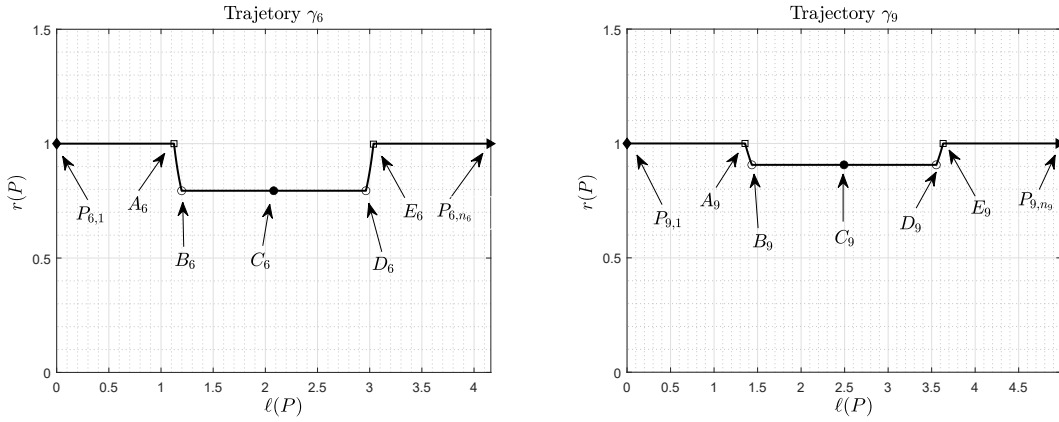 Trajetory γ₆
1.5
1
0.5
0
r(P)
P₆,₁
A₆
B₆
C₆
D₆
E₆
P₆,ₙ₆
0 0.5 1 1.5 2 2.5 3 3.5 4
ℓ(P)
Trajectory γ₉
1.5
1
0.5
0
r(P)
P₉,₁
A₉
B₉
C₉
D₉
E₉
P₉,ₙ₉
0 0.5 1 1.5 2 2.5 3 3.5 4 4.5
ℓ(P)